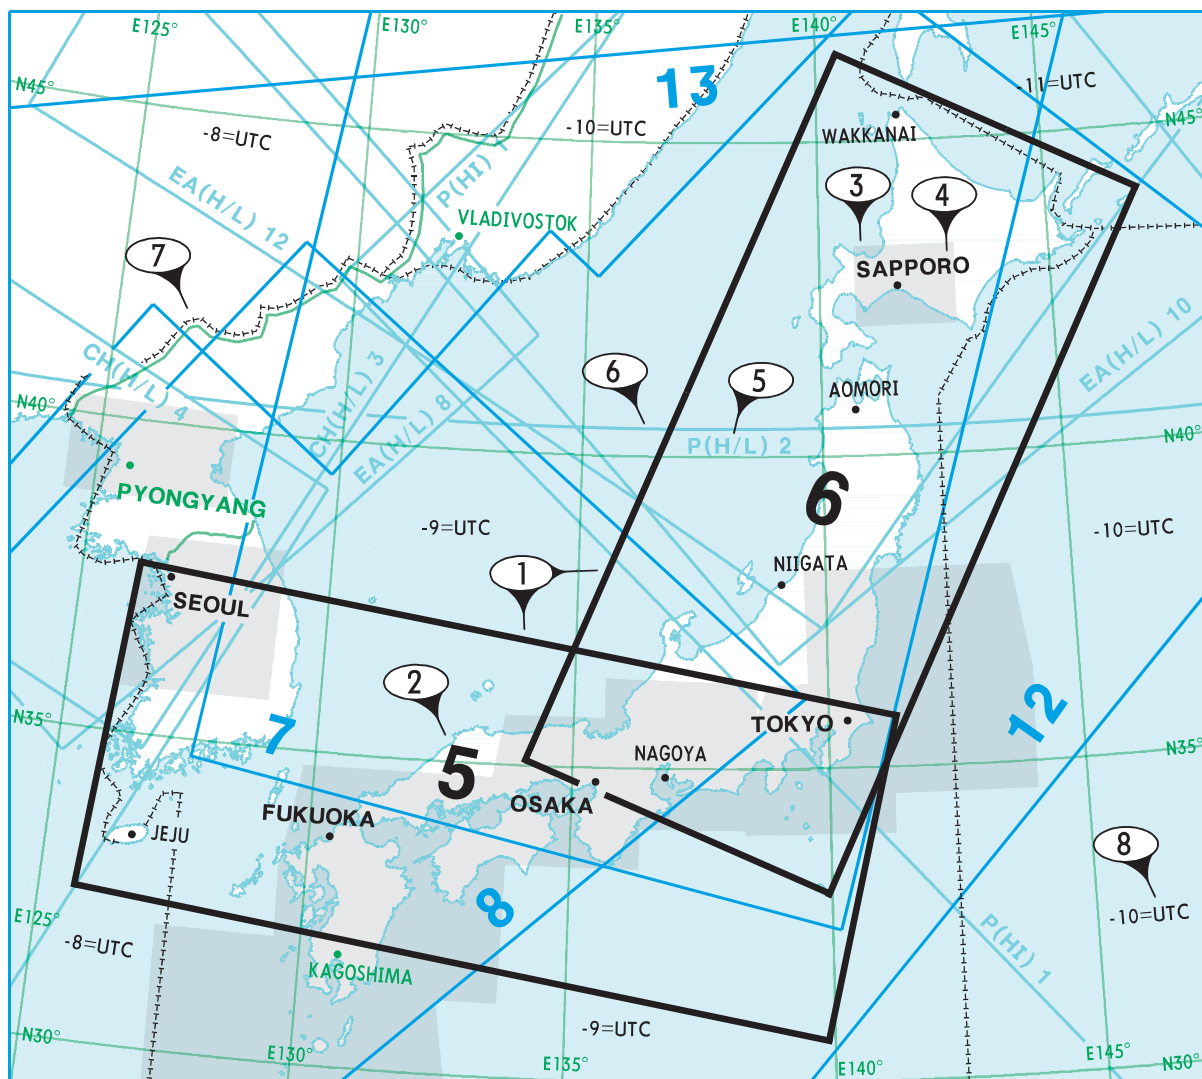 E125°
E130°
E135°
E140°
E145°
N45°
-8=UTC
-10=UTC
13
-11=UTC
N45°
WAKKANAI
EA(H/L) 12
P(HI) 1
VLADIVOSTOK
3
4
7
SAPPORO
CH(H/L) 4
CH(H/L) 3
EA(H/L) 8
6
5
AOMORI
EA(H/L) 10
N40°
P(H/L) 2
N40°
PYONGYANG
6
-9=UTC
-10=UTC
1
NIIGATA
SEOUL
2
N35°
7
5
NAGOYA
TOKYO
12
N35°
OSAKA
FUKUOKA
JEJU
8
8
N125°
-8=UTC
KAGOSHIMA
P(HI) 1
-10=UTC
N30°
E130°
-9=UTC
E135°
E140°
E145°
N30°